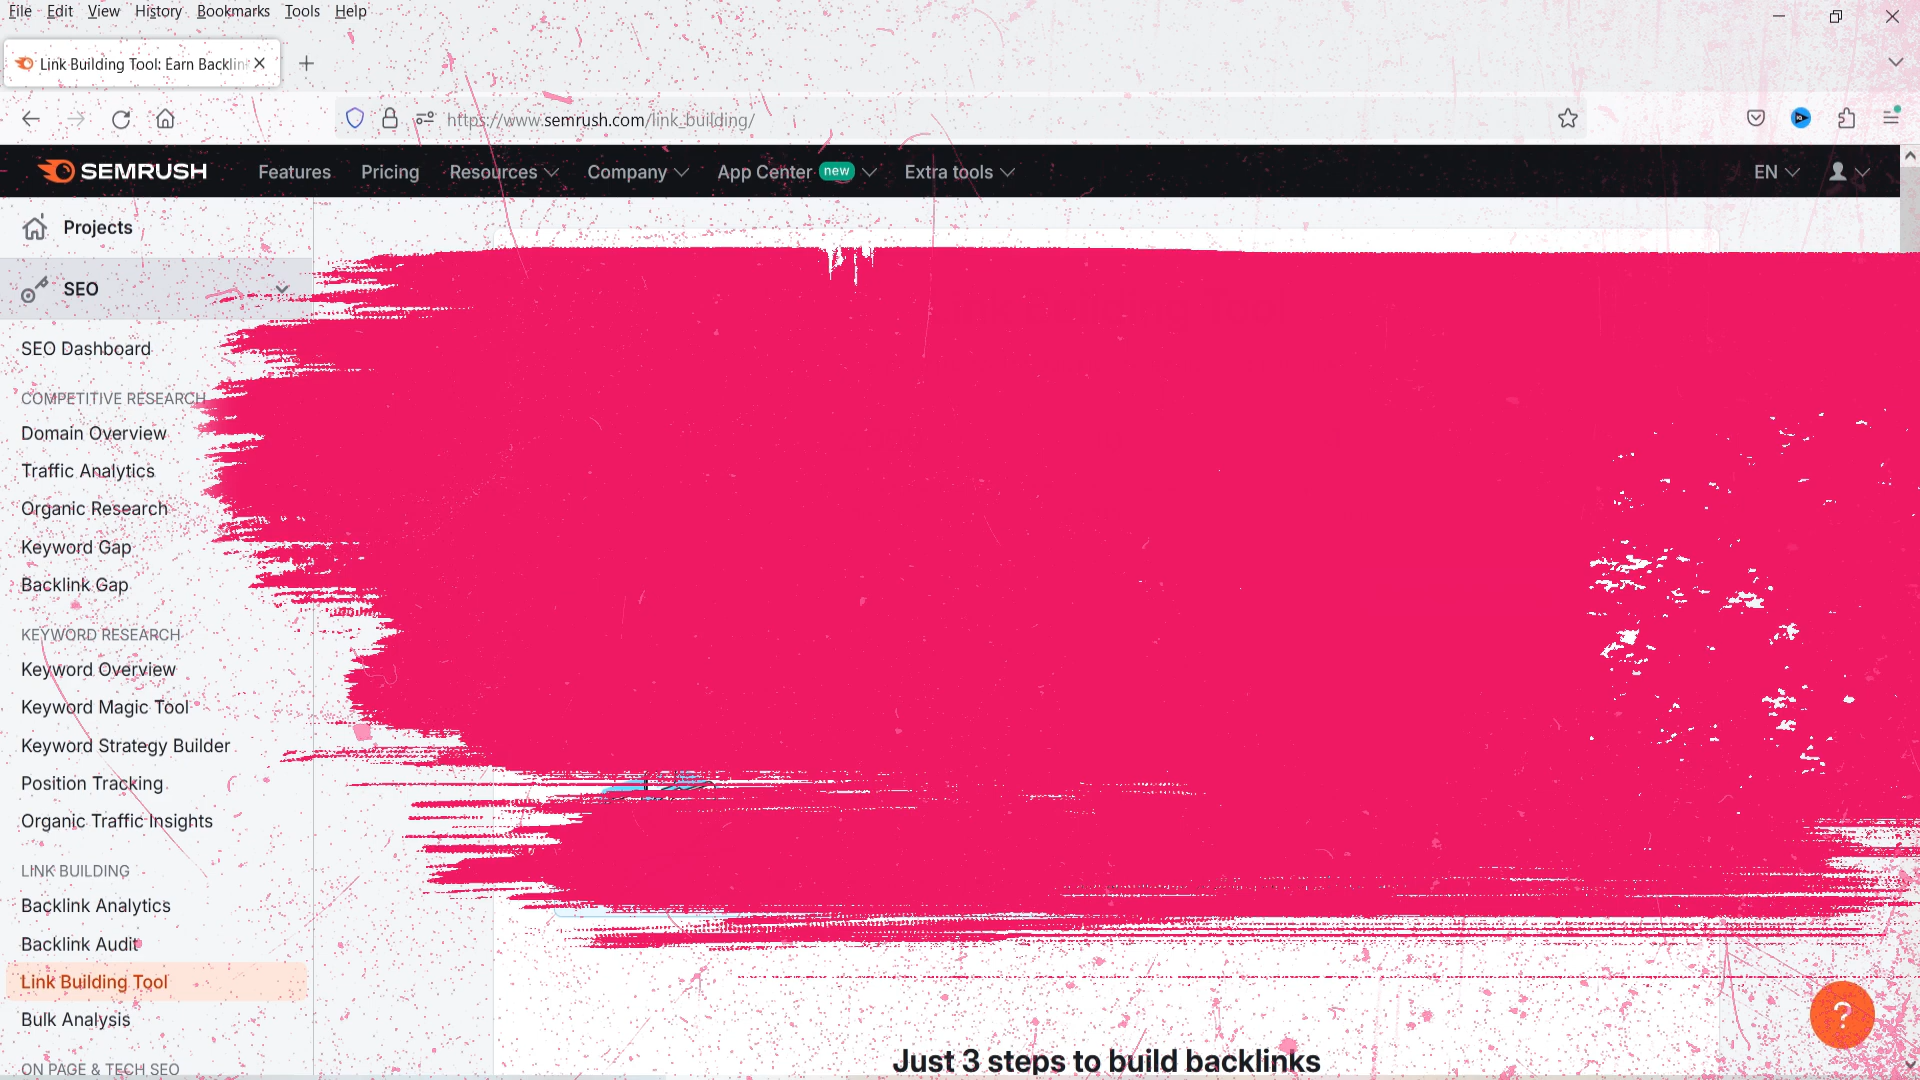 File Edit View History Bookmarks Tools Help
Link Building Tool: Earn Backlin
https://www.semrush.com/link_building/
SEMRUSH Features Pricing Resources Company App Center new Extra tools EN
Projects
SEO
SEO Dashboard
COMPETITIVE RESEARCH
Domain Overview
Traffic Analytics
Organic Research
Keyword Gap
Backlink Gap
KEYWORD RESEARCH
Keyword Overview
Keyword Magic Tool
Keyword Strategy Builder
Position Tracking
Organic Traffic Insights
LINK BUILDING
Backlink Analytics
Backlink Audit
Link Building Tool
Bulk Analysis
ON PAGE & TECH SEO
Just 3 steps to build backlinks
?